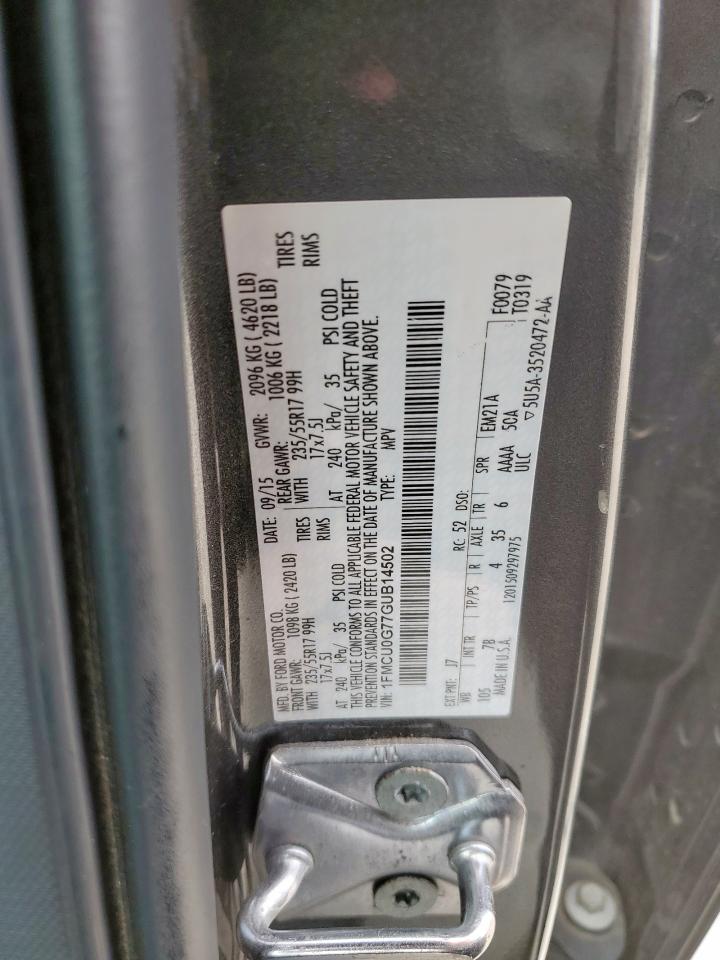 MFD. BY FORD MOTOR CO. DATE: 09/15 GVWR: 2096 KG ( 4620 LB)
FRONT GAWR: 1098 KG ( 2420 LB) REAR GAWR: 1006 KG ( 2218 LB)
WITH 235/55R17 99H TIRES WITH 235/55R17 99H TIRES
17x7.5J RIMS 17x7.5J RIMS
AT 240 kPa/ 35 PSI COLD AT 240 kPa/ 35 PSI COLD
THIS VEHICLE CONFORMS TO ALL APPLICABLE FEDERAL MOTOR VEHICLE SAFETY AND THEFT
PREVENTION STANDARDS IN EFFECT ON THE DATE OF MANUFACTURE SHOWN ABOVE.
VIN: 1FMCU0G77GUB14502 TYPE: MPV
EXT PNT: J7 RC: 52 DSO:
WB INT TR TP/PS R AXLE TR SPR EM21A F0079
105 7B 4 35 6 AAAA 50A T0319
MADE IN U.S.A. 1201509297975 ULC ▽5U5A-3520472-AA